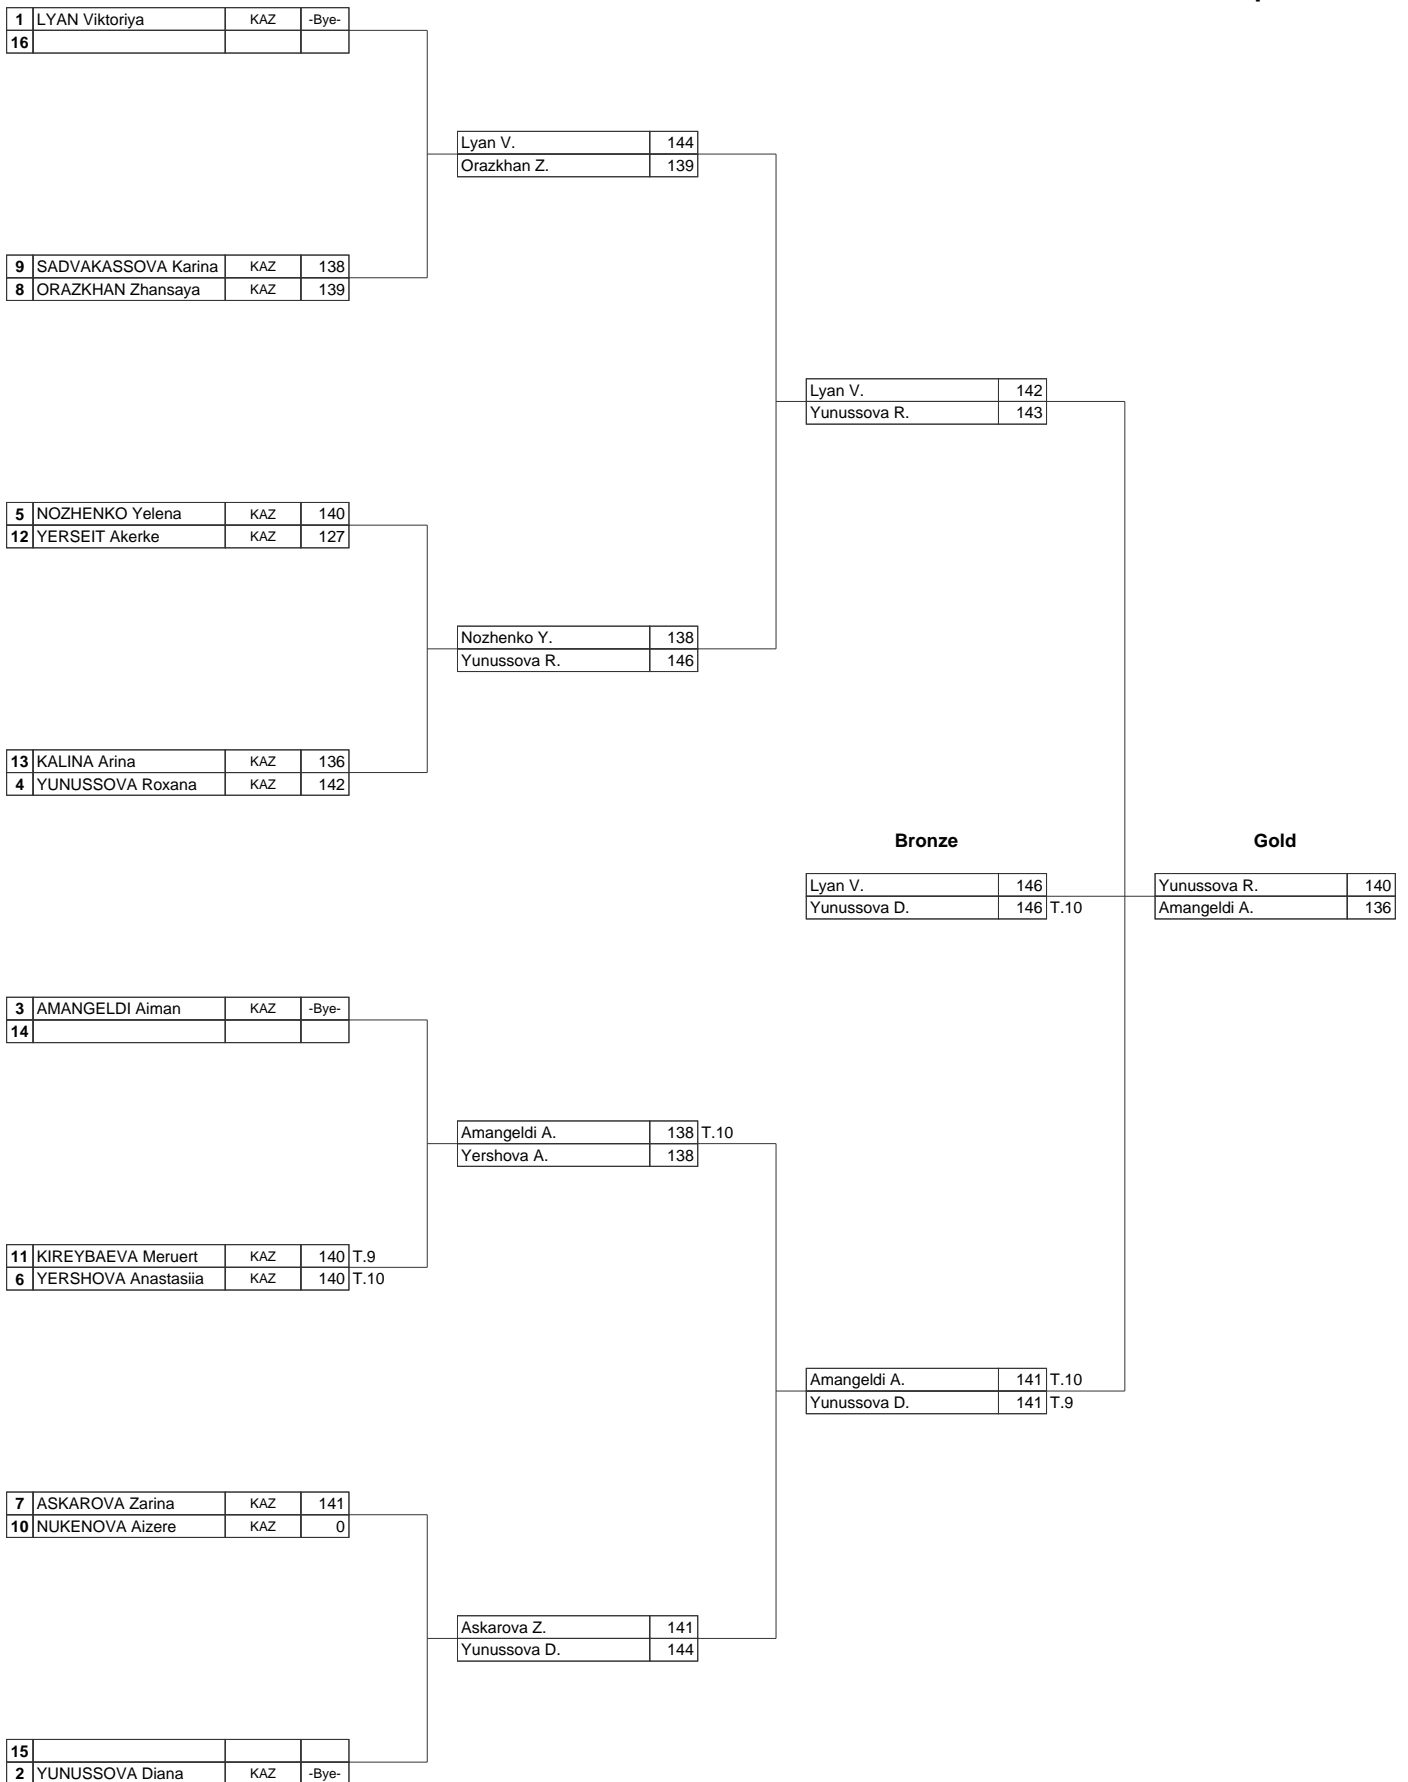 1 LYAN Viktoriya KAZ -Bye-
16
Lyan V. 144
Orazkhan Z. 139
9 SADVAKASSOVA Karina KAZ 138
8 ORAZKHAN Zhansaya KAZ 139
Lyan V. 142
Yunussova R. 143
5 NOZHENKO Yelena KAZ 140
12 YERSEIT Akerke KAZ 127
Nozhenko Y. 138
Yunussova R. 146
13 KALINA Arina KAZ 136
4 YUNUSSOVA Roxana KAZ 142
Bronze Gold
Lyan V. 146 Yunussova R. 140
Yunussova D. 146 T.10 Amangeldi A. 136
3 AMANGELDI Aiman KAZ -Bye-
14
Amangeldi A. 138 T.10
Yershova A. 138
11 KIREYBAEVA Meruert KAZ 140 T.9
6 YERSHOVA Anastasiia KAZ 140 T.10
Amangeldi A. 141 T.10
Yunussova D. 141 T.9
7 ASKAROVA Zarina KAZ 141
10 NUKENOVA Aizere KAZ 0
Askarova Z. 141
Yunussova D. 144
15
2 YUNUSSOVA Diana KAZ -Bye-